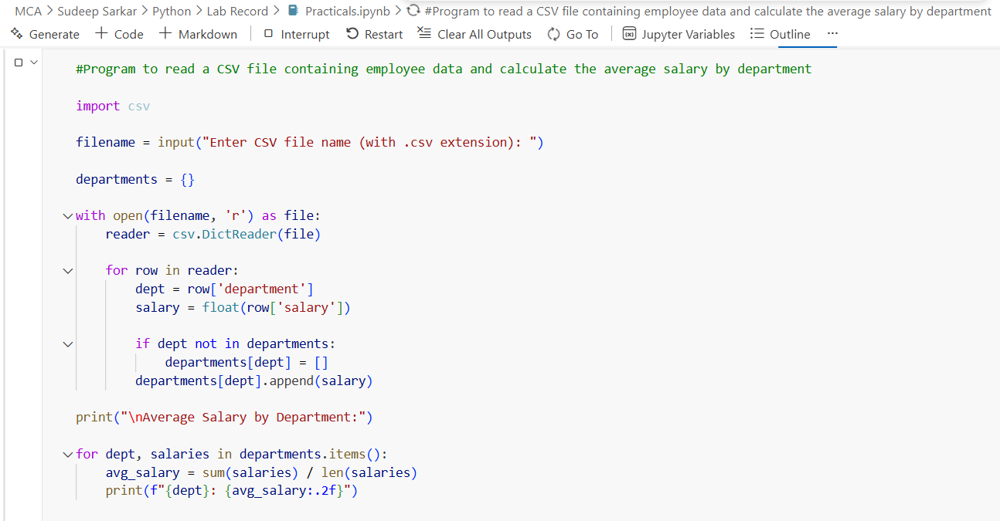 MCA > Sudeep Sarkar > Python > Lab Record > Practicals.ipynb > #Program to read a CSV file containing employee data and calculate the average salary by department
Generate + Code + Markdown | Interrupt Restart Clear All Outputs Go To | Jupyter Variables Outline ...
#Program to read a CSV file containing employee data and calculate the average salary by department
import csv
filename = input("Enter CSV file name (with .csv extension): ")
departments = {}
with open(filename, 'r') as file:
    reader = csv.DictReader(file)
    for row in reader:
        dept = row['department']
        salary = float(row['salary'])
        if dept not in departments:
            departments[dept] = []
        departments[dept].append(salary)
print("\nAverage Salary by Department:")
for dept, salaries in departments.items():
    avg_salary = sum(salaries) / len(salaries)
    print(f"{dept}: {avg_salary:.2f}")